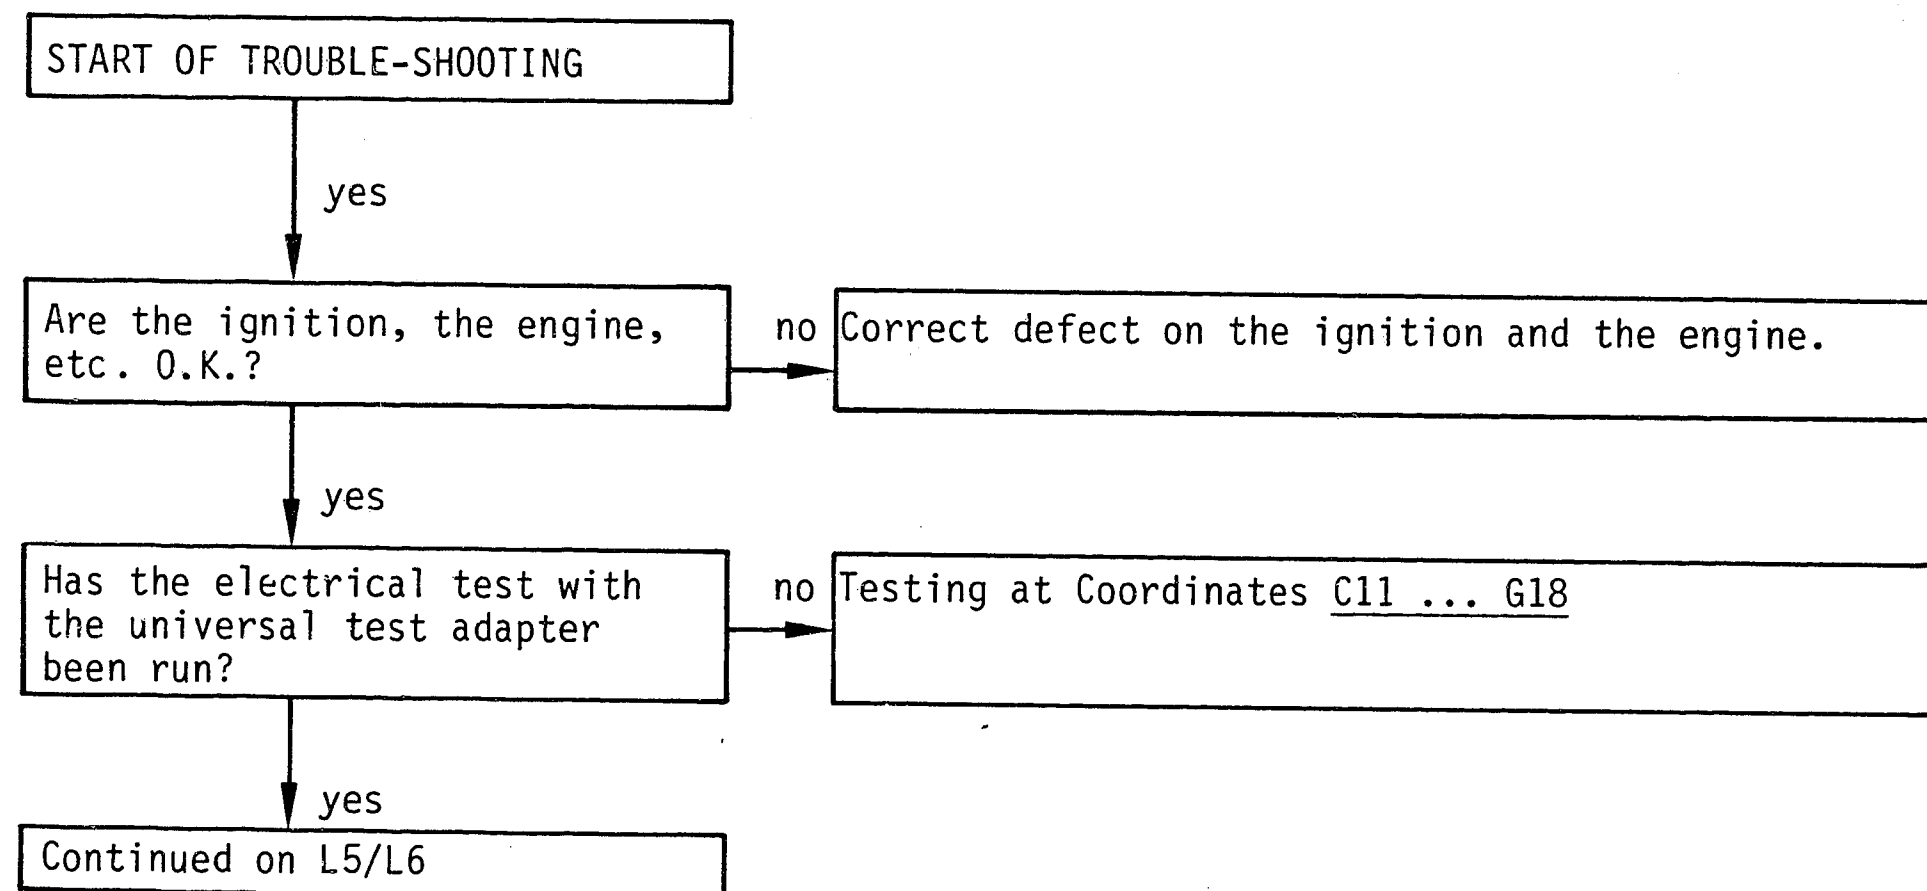 START OF TROUBLE-SHOOTING
yes
Are the ignition, the engine,
etc. O.K.?
no
Correct defect on the ignition and the engine.
yes
Has the electrical test with
the universal test adapter
been run?
no
Testing at Coordinates C11 ... G18
yes
Continued on L5/L6